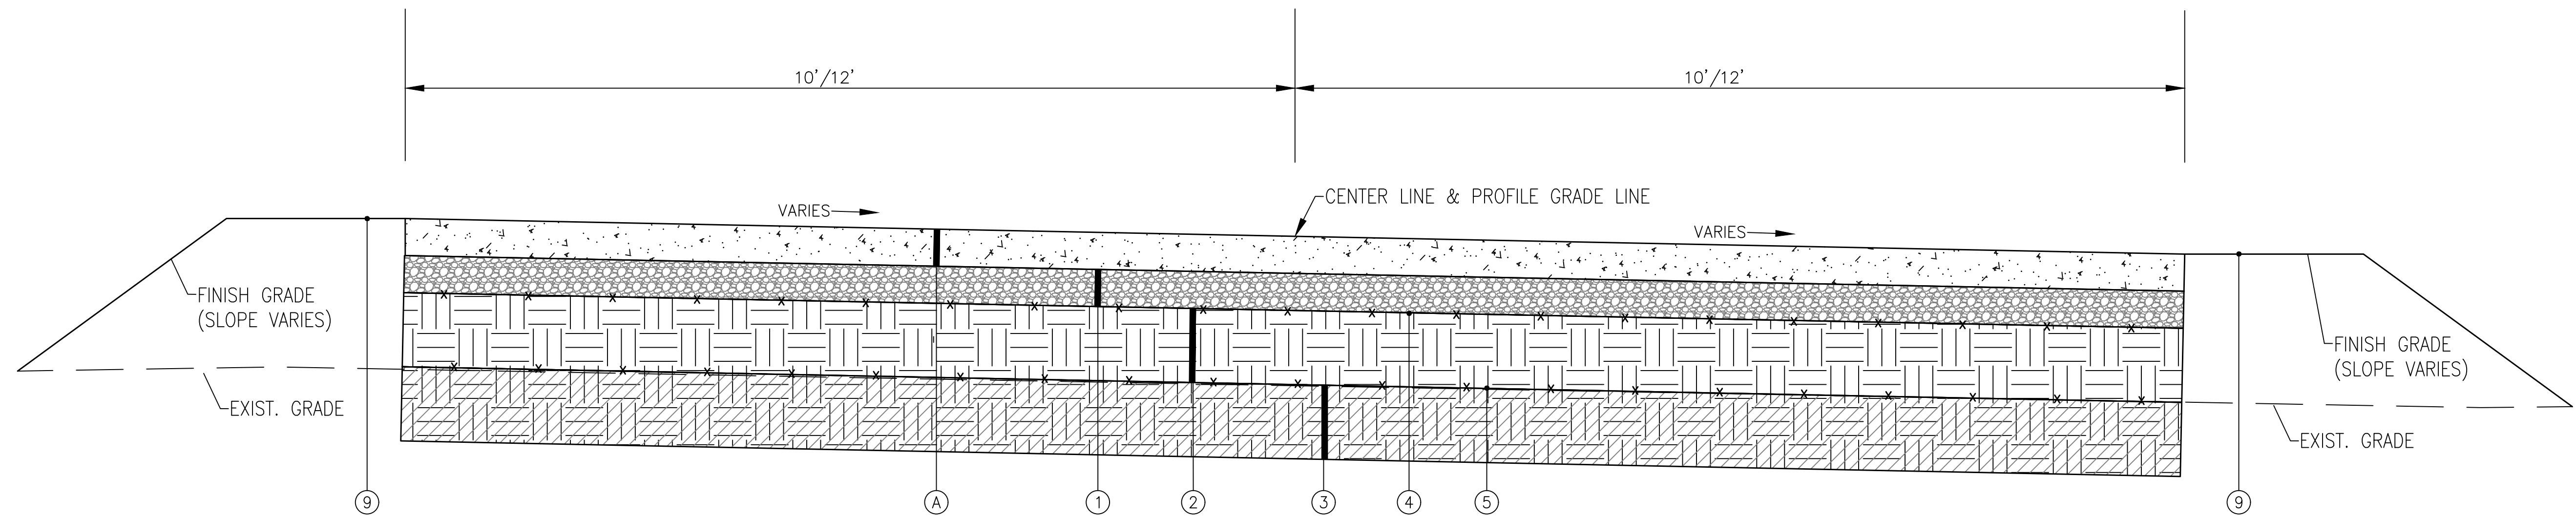 10'/12'
10'/12'
CENTER LINE & PROFILE GRADE LINE
VARIES
VARIES
FINISH GRADE
(SLOPE VARIES)
FINISH GRADE
(SLOPE VARIES)
EXIST. GRADE
EXIST. GRADE
9
A
1
2
3
4
5
9